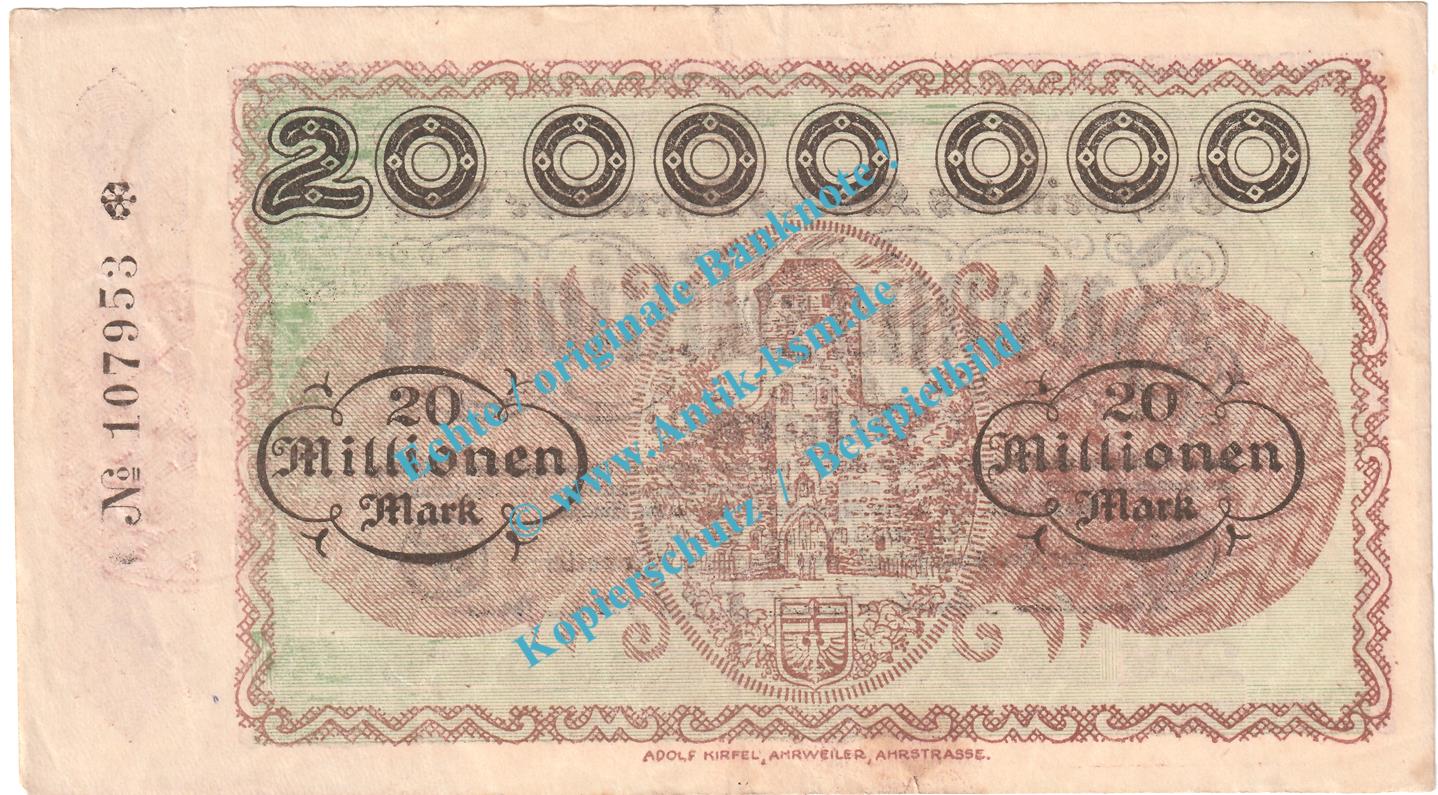 20 000 000
№ 107953
20
Millionen
Mark
20
Millionen
Mark
Echte / originale Banknote !
© www.Antik-ksm.de
Kopierschutz / Beispielbild
ADOLF KIRFEL, AHRWEILER, AHRSTRASSE.